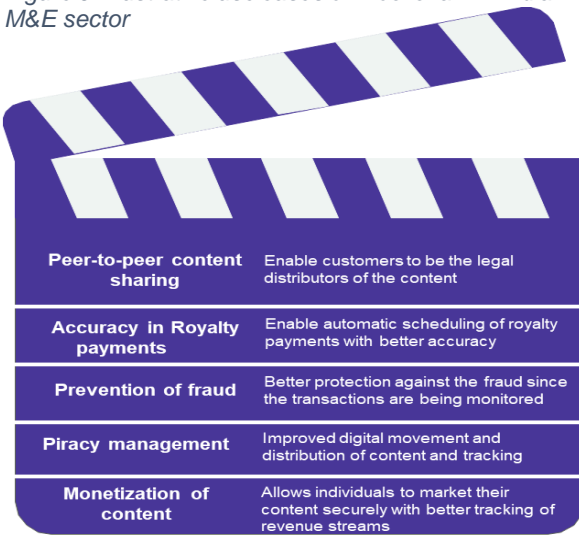 M&E sector
Peer-to-peer content
sharing
Enable customers to be the legal
distributors of the content
Accuracy in Royalty
payments
Enable automatic scheduling of royalty
payments with better accuracy
Prevention of fraud
Better protection against the fraud since
the transactions are being monitored
Piracy management
Improved digital movement and
distribution of content and tracking
Monetization of
content
Allows individuals to market their
content securely with better tracking of
revenue streams